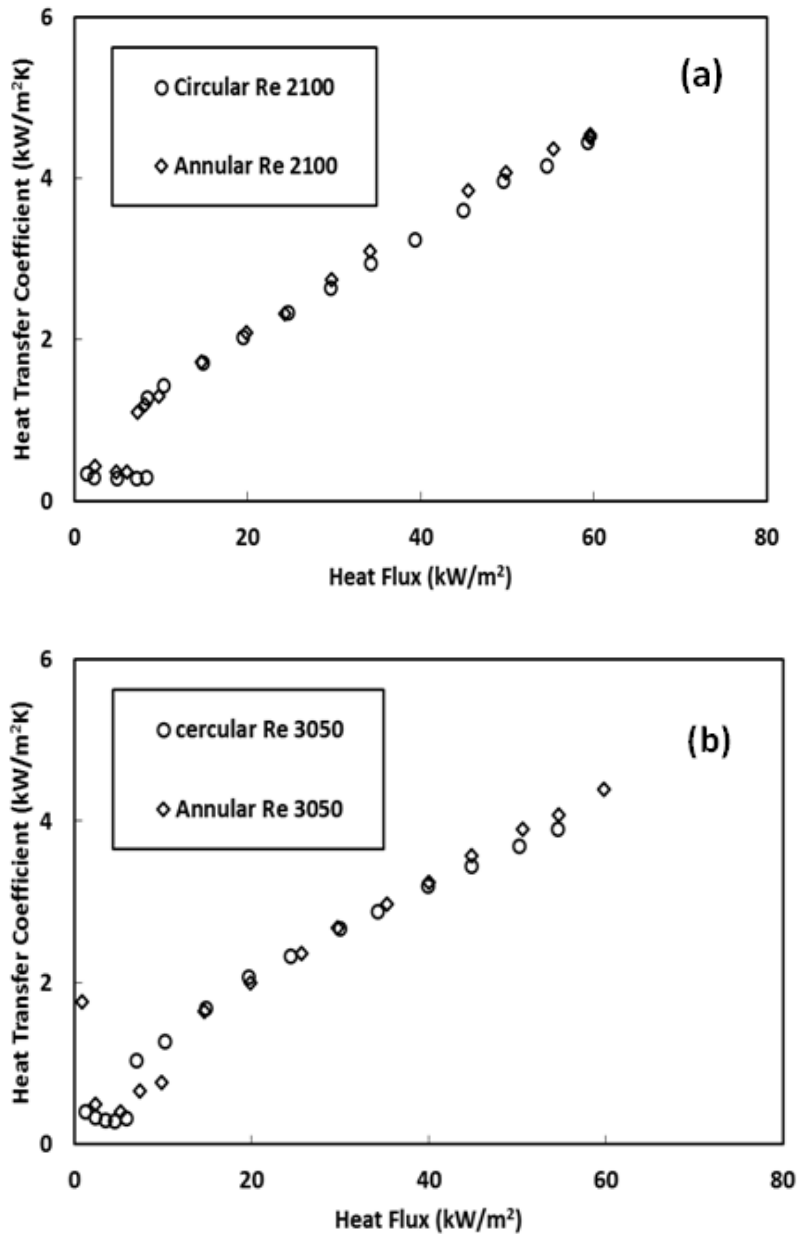 6
(a)
Circular Re 2100
Annular Re 2100
4
2
0
0 20 40 60 80
Heat Transfer Coefficient (kW/m²K)
Heat Flux (kW/m²)
6
(b)
cercular Re 3050
Annular Re 3050
4
2
0
0 20 40 60 80
Heat Transfer Coefficient (kW/m²K)
Heat Flux (kW/m²)